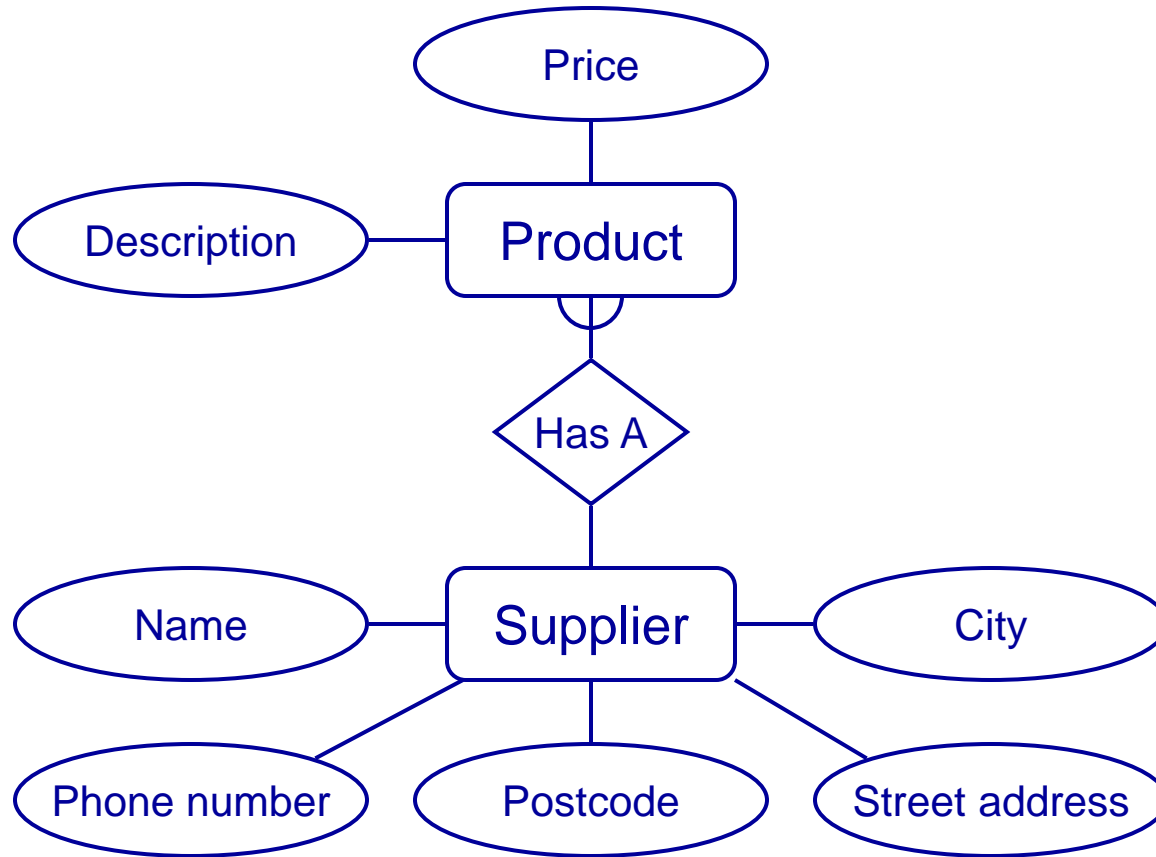 Price
Description
Product
Has A
Name
Supplier
City
Phone number
Postcode
Street address